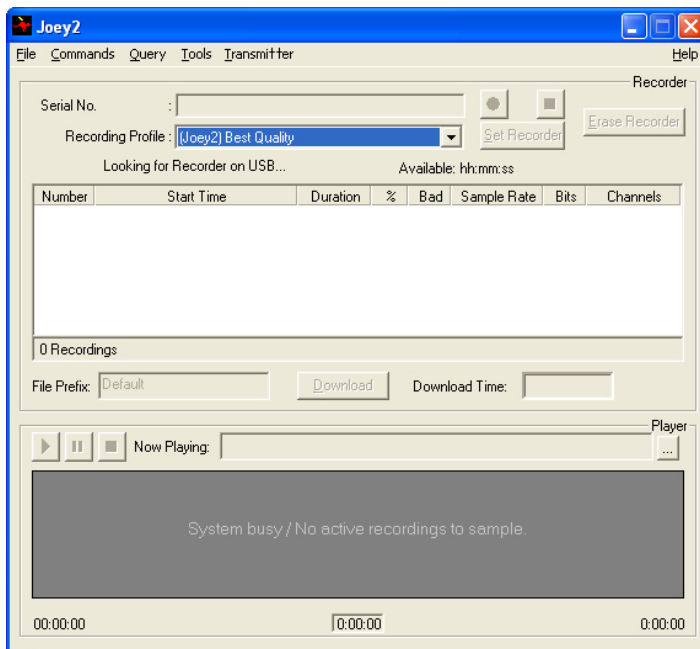 Joey2
File Commands Query Tools Transmitter Help
Recorder
Serial No. :
Erase Recorder
Recording Profile : (Joey2) Best Quality Set Recorder
Looking for Recorder on USB... Available: hh:mm:ss
Number Start Time Duration % Bad Sample Rate Bits Channels
0 Recordings
File Prefix: Default Download Download Time:
Player
Now Playing: ...
System busy / No active recordings to sample.
00:00:00 0:00:00 0:00:00